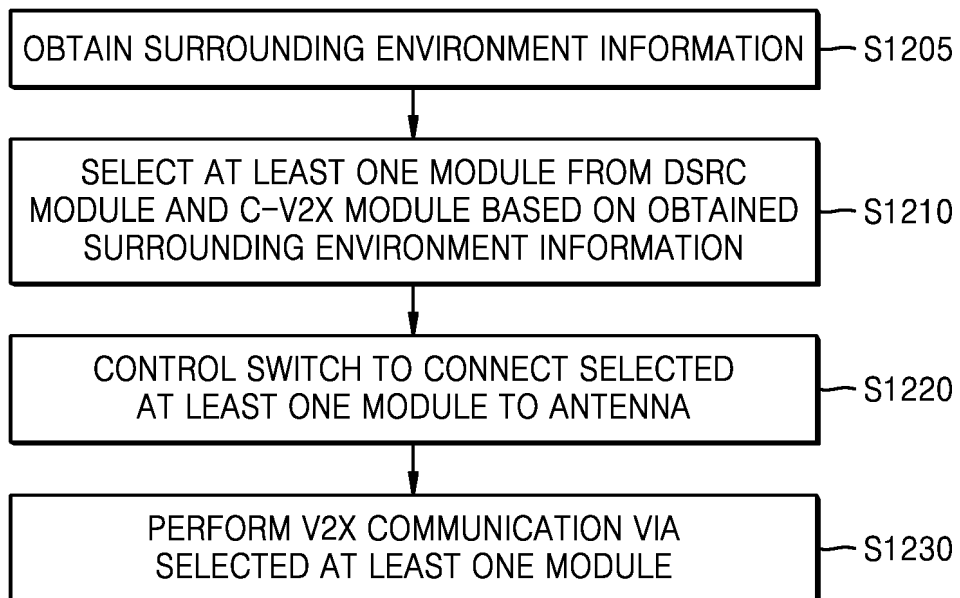 OBTAIN SURROUNDING ENVIRONMENT INFORMATION
S1205
SELECT AT LEAST ONE MODULE FROM DSRC
MODULE AND C-V2X MODULE BASED ON OBTAINED
SURROUNDING ENVIRONMENT INFORMATION
S1210
CONTROL SWITCH TO CONNECT SELECTED
AT LEAST ONE MODULE TO ANTENNA
S1220
PERFORM V2X COMMUNICATION VIA
SELECTED AT LEAST ONE MODULE
S1230